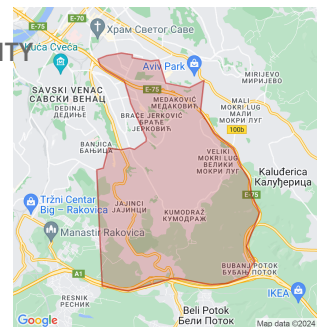 Храм Светог Саве
E-70
ITY
Kuća Cveća
E-75
Aviv Park
MIRIJEVO
МИРИЈЕВО
SAVSKI VENAC
САВСКИ ВЕНАЦ
DEDINJE
ДЕДИЊЕ
MEDAKOVIĆ
МЕДАКОВИЋ
MALI
MOKRI LUG
МАЛИ
МОКРИ ЛУГ
BRAĆE JERKOVIĆ
БРАЋЕ
ЈЕРКОВИЋ
100b
BANJICA
БАЊИЦА
VELIKI
MOKRI LUG
ВЕЛИКИ
МОКРИ ЛУГ
Kaluđerica
Калуђерица
E-75
Tržni Centar
Big – Rakovica
JAJINCI
ЈАЈИНЦИ
KUMODRAŽ
КУМОДРАЖ
Manastir Rakovica
A1
BUBANJ POTOK
БУБАЊ ПОТОК
RESNIK
РЕСНИК
IKEA
Beli Potok
Бели Поток
Google
Map data ©2024